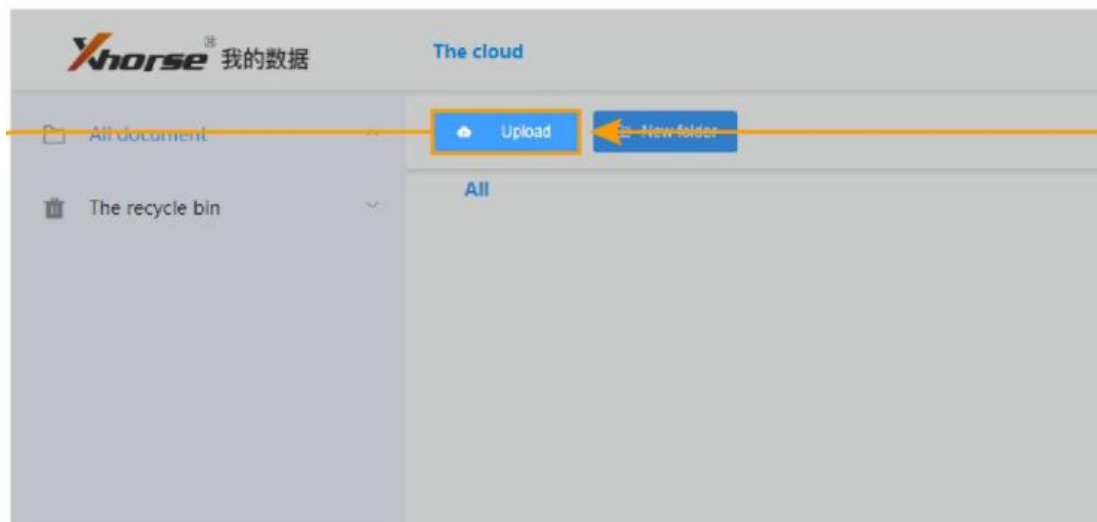 Xhorse® 我的数据
The cloud
All document
Upload
New folder
The recycle bin
All